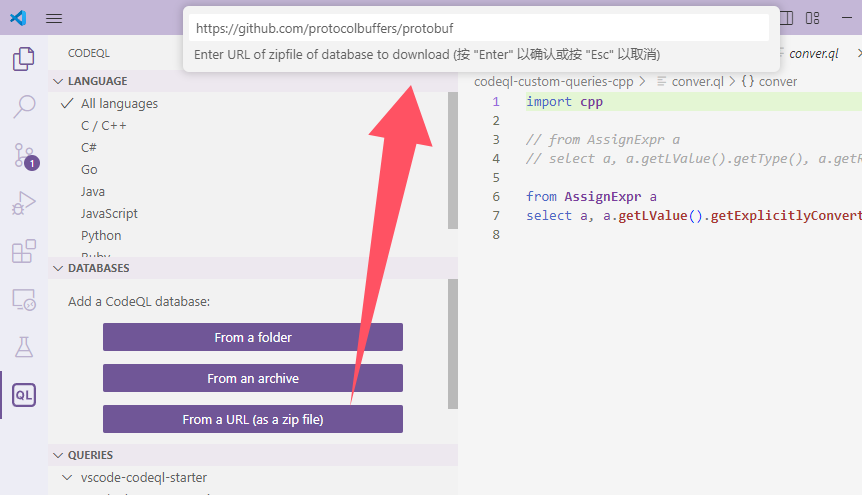 https://github.com/protocolbuffers/protobuf
Enter URL of zipfile of database to download (按 "Enter" 以确认或按 "Esc" 以取消)
conver.ql
CODEQL
LANGUAGE
All languages
C / C++
C#
Go
Java
JavaScript
Python
Ruby
DATABASES
Add a CodeQL database:
From a folder
From an archive
From a URL (as a zip file)
QUERIES
vscode-codeql-starter
1
QL
codeql-custom-queries-cpp > conver.ql > {} conver
1 import cpp
2
3 // from AssignExpr a
4 // select a, a.getLValue().getType(), a.getR
5
6 from AssignExpr a
7 select a, a.getLValue().getExplicitlyConvert
8